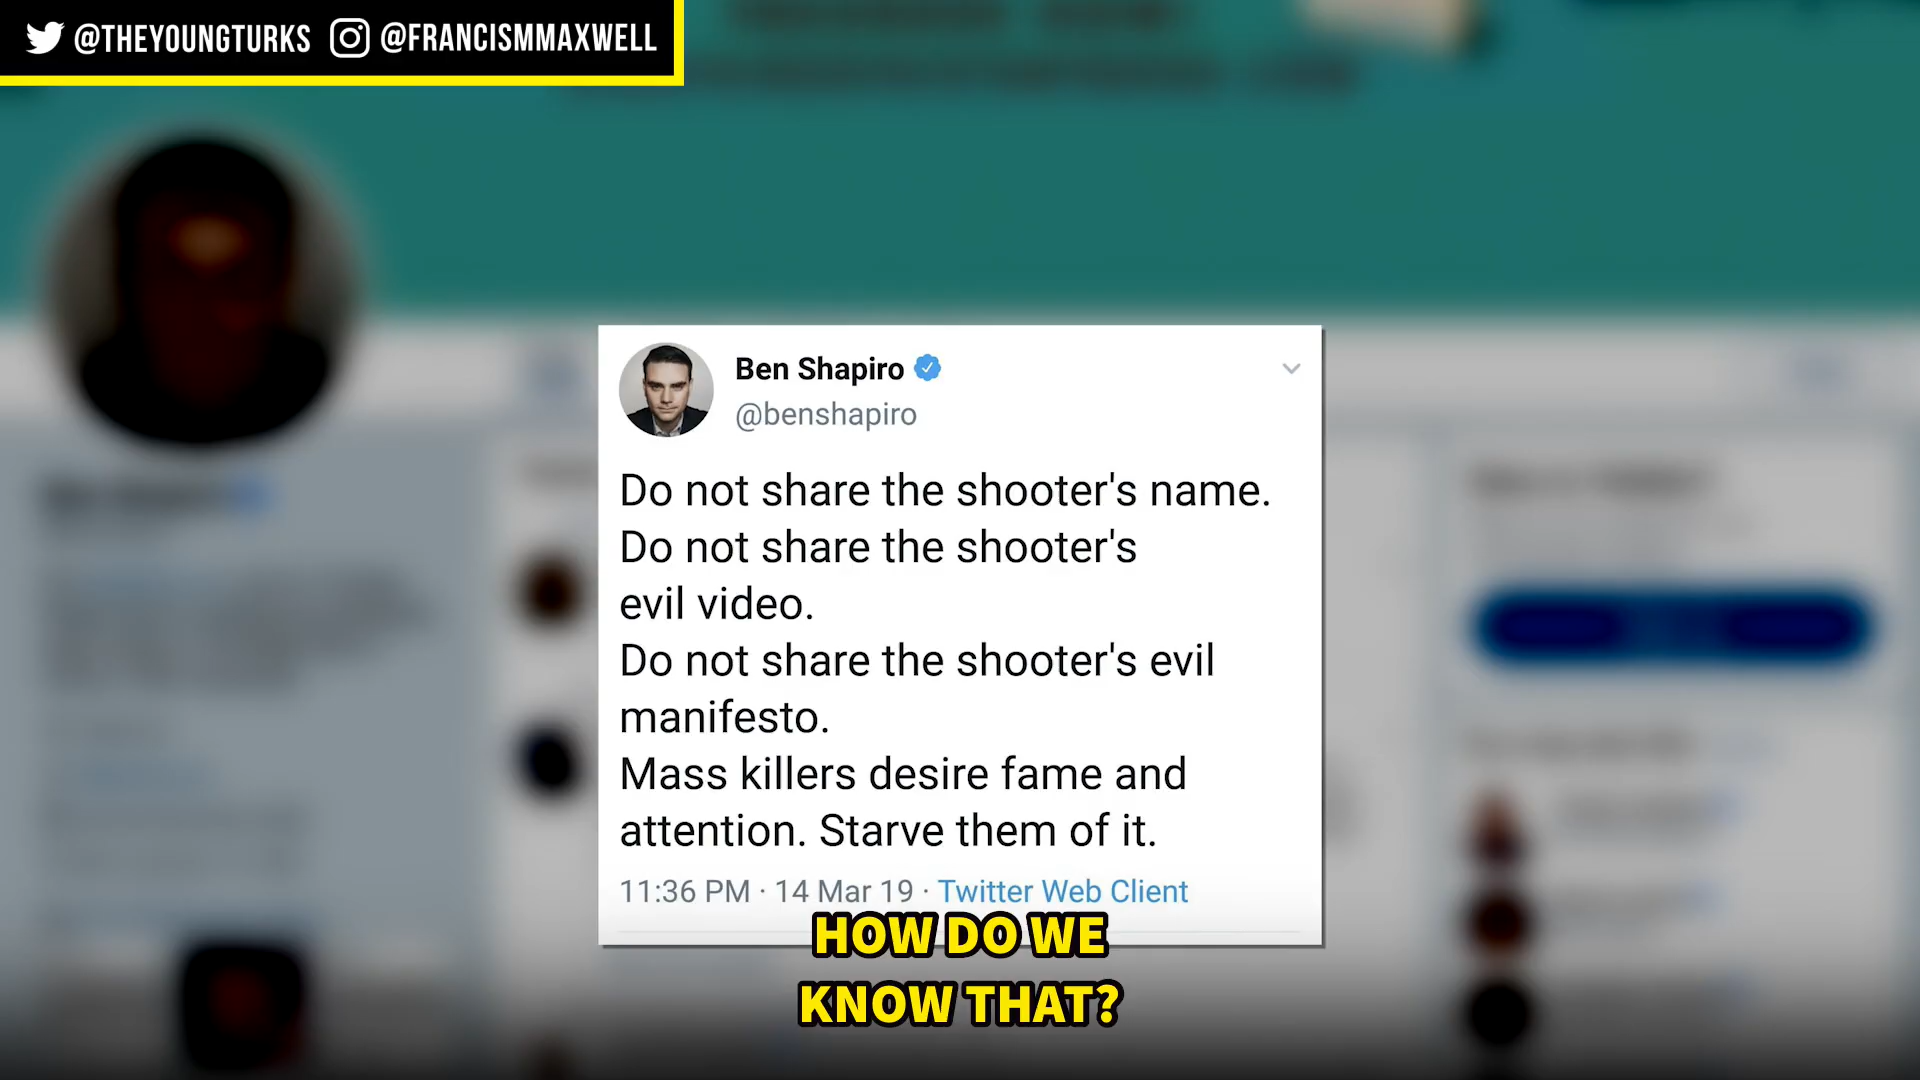 @THEYOUNGTURKS @FRANCISMMAXWELL
Ben Shapiro
@benshapiro
Do not share the shooter's name.
Do not share the shooter's
evil video.
Do not share the shooter's evil
manifesto.
Mass killers desire fame and
attention. Starve them of it.
11:36 PM · 14 Mar 19 · Twitter Web Client
HOW DO WE
KNOW THAT?